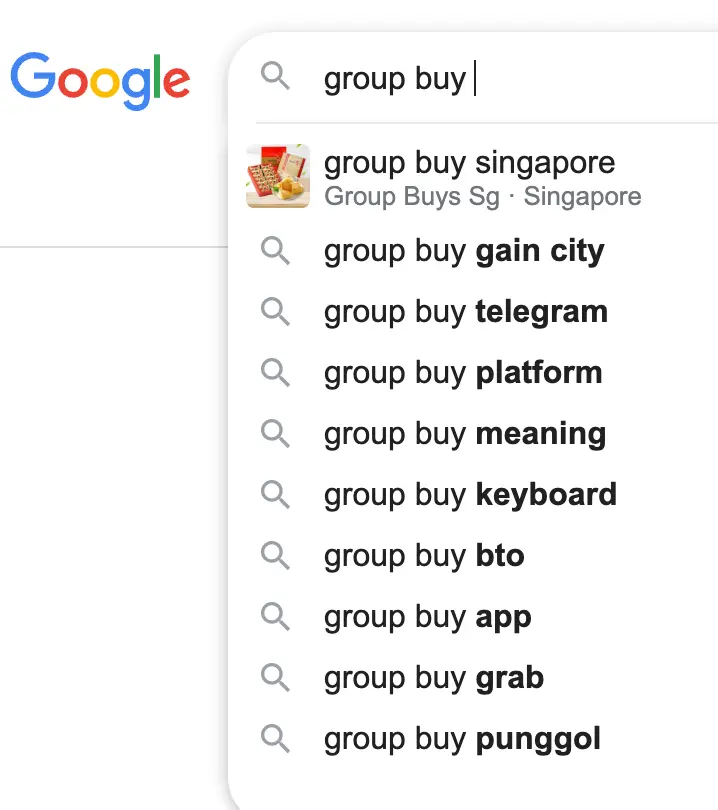 Google
group buy
group buy singapore
Group Buys Sg · Singapore
group buy gain city
group buy telegram
group buy platform
group buy meaning
group buy keyboard
group buy bto
group buy app
group buy grab
group buy punggol